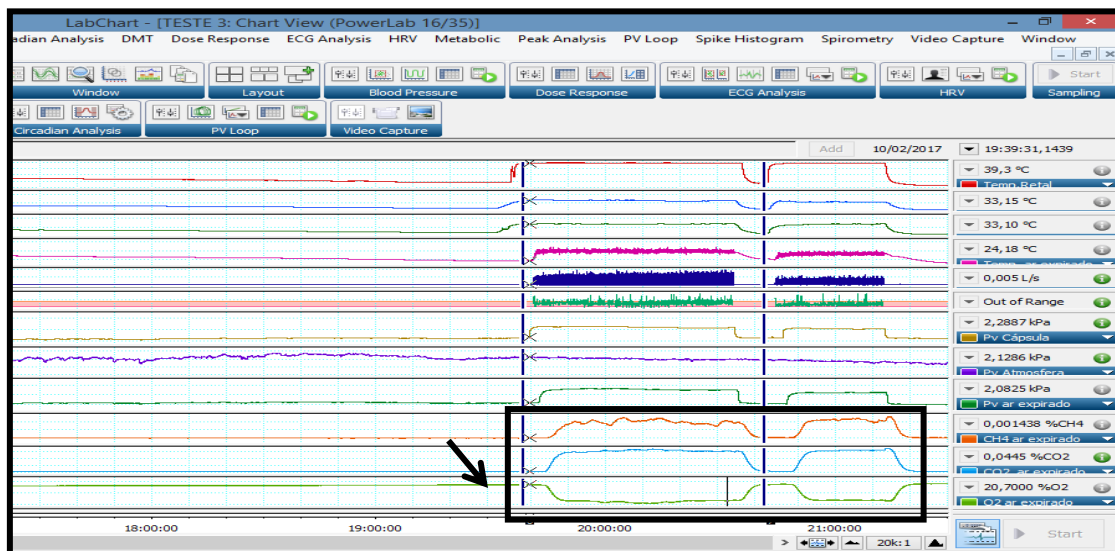 LabChart - [TESTE 3: Chart View (PowerLab 16/35)]
adian Analysis DMT Dose Response ECG Analysis HRV Metabolic Peak Analysis PV Loop Spike Histogram Spirometry Video Capture Window
Start
Window Layout Blood Pressure Dose Response ECG Analysis HRV Sampling
Circadian Analysis PV Loop Video Capture
Add 10/02/2017 19:39:31,1439
39,3 °C
Temp.Retal
33,15 °C
33,10 °C
24,18 °C
Temp. ar expirado
0,005 L/s
Out of Range
2,2887 kPa
Pv Cápsula
2,1286 kPa
Pv Atmosfera
2,0825 kPa
Pv ar expirado
0,001438 %CH4
CH4 ar expirado
0,0445 %CO2
CO2 ar expirado
20,7000 %O2
O2 ar expirado
18:00:00 19:00:00 20:00:00 21:00:00
Start
20k:1